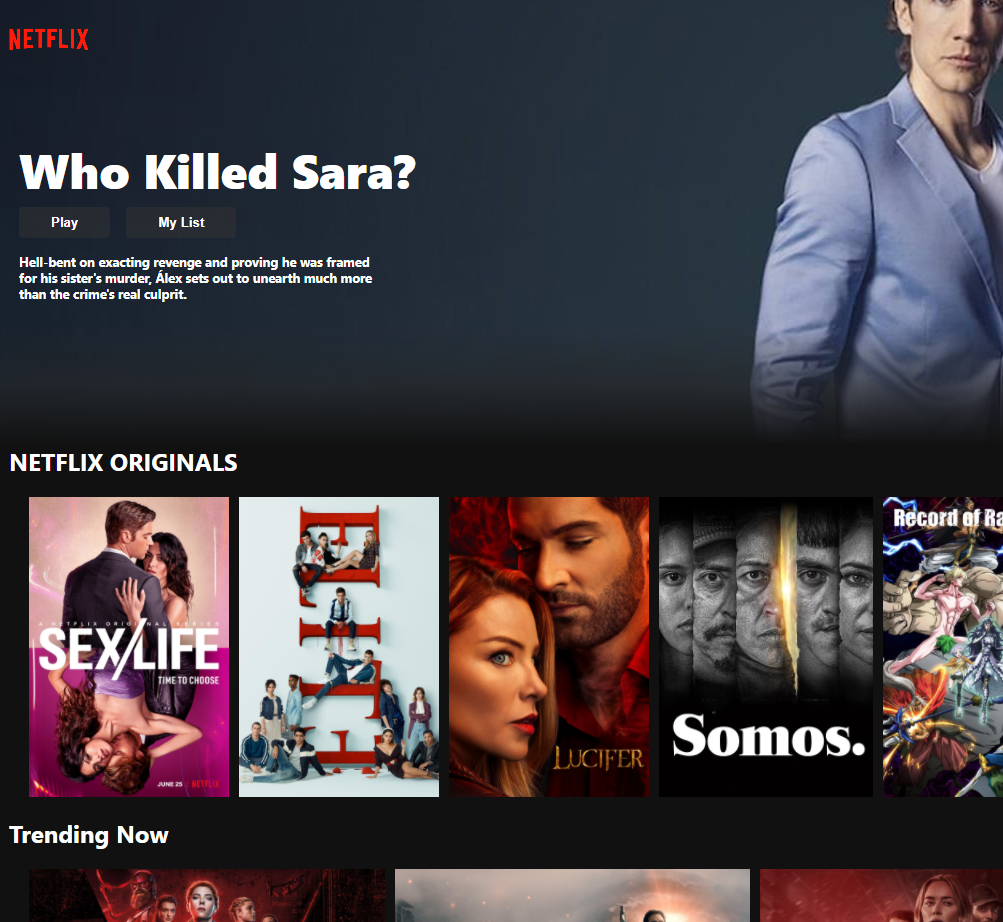 NETFLIX
Who Killed Sara?
Play
My List
Hell-bent on exacting revenge and proving he was framed
for his sister's murder, Álex sets out to unearth much more
than the crime's real culprit.
NETFLIX ORIGINALS
A NETFLIX ORIGINAL SERIES
SEX/LIFE
TIME TO CHOOSE
JUNE 25
NETFLIX
LUCIFER
Somos.
Record of Ra
Trending Now